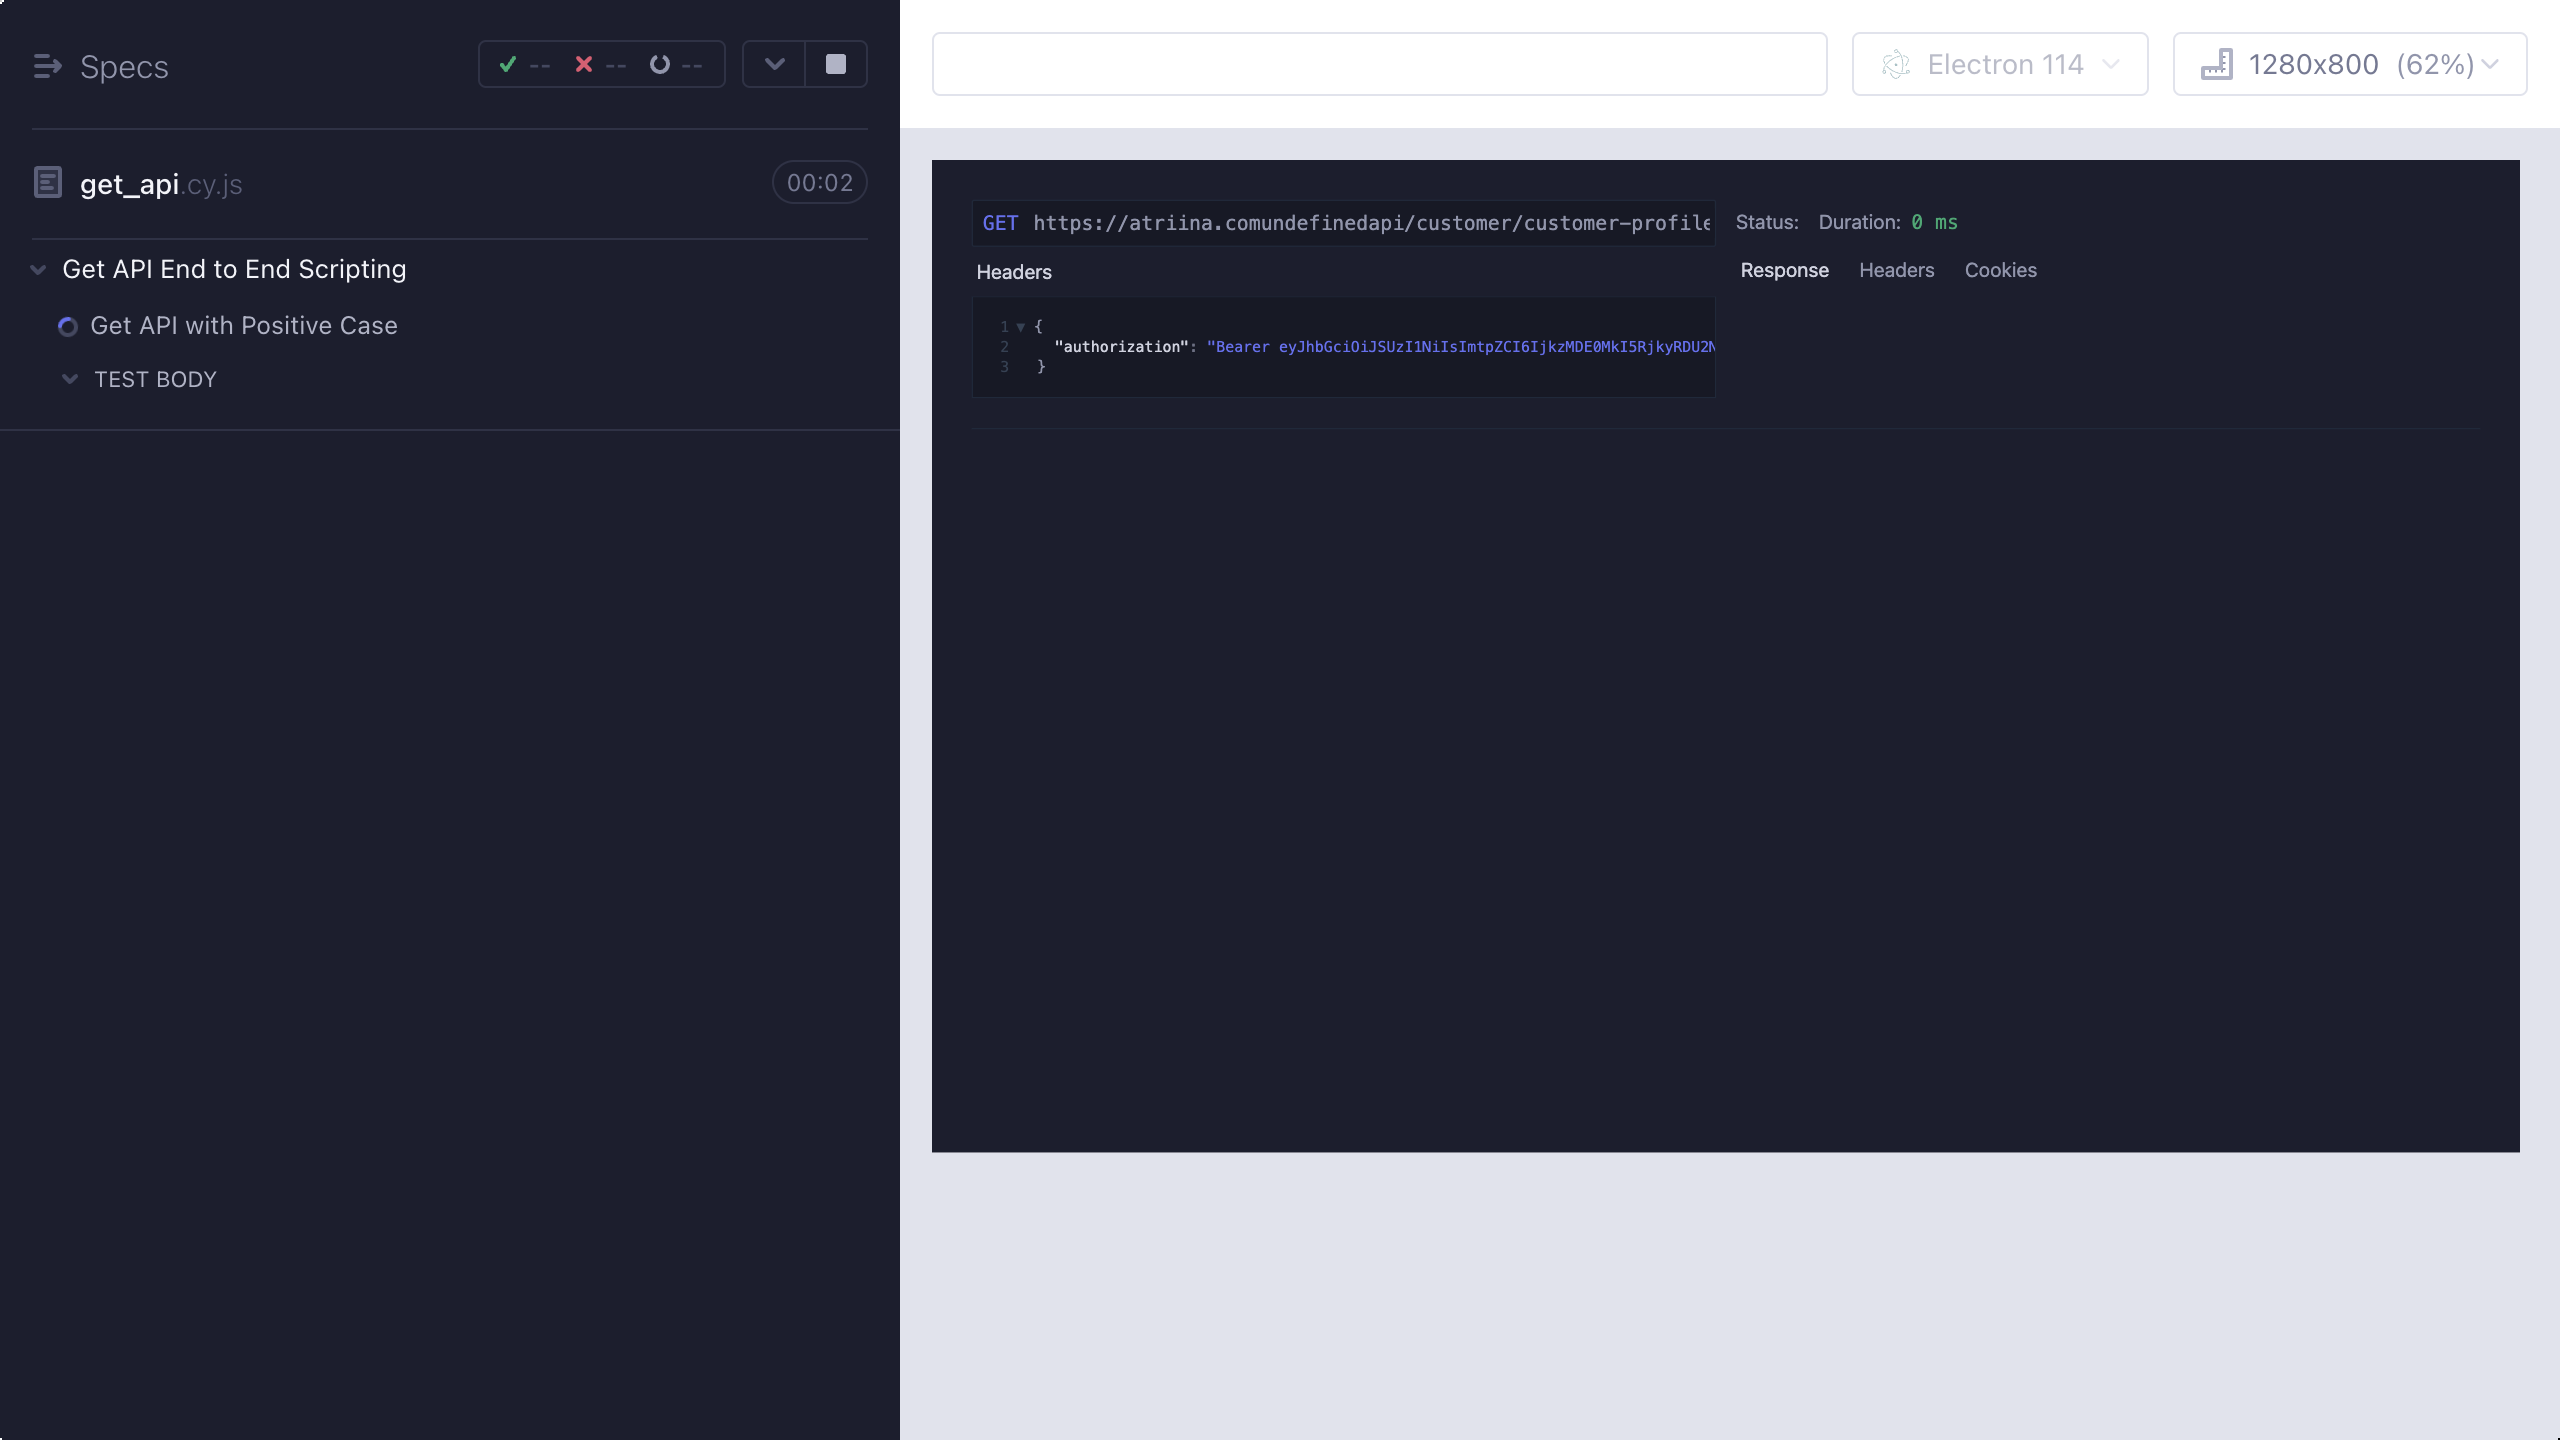 Specs
-- -- --
get_api.cy.js
00:02
Get API End to End Scripting
Get API with Positive Case
TEST BODY
Electron 114
1280x800 (62%)
GET https://atriina.comundefinedapi/customer/customer-profile
Status: Duration: 0 ms
Headers
Response Headers Cookies
1 {
2 "authorization": "Bearer eyJhbGciOiJSUzI1NiIsImtpZCI6IjkzMDE0MkI5RjkyRDU2N
3 }